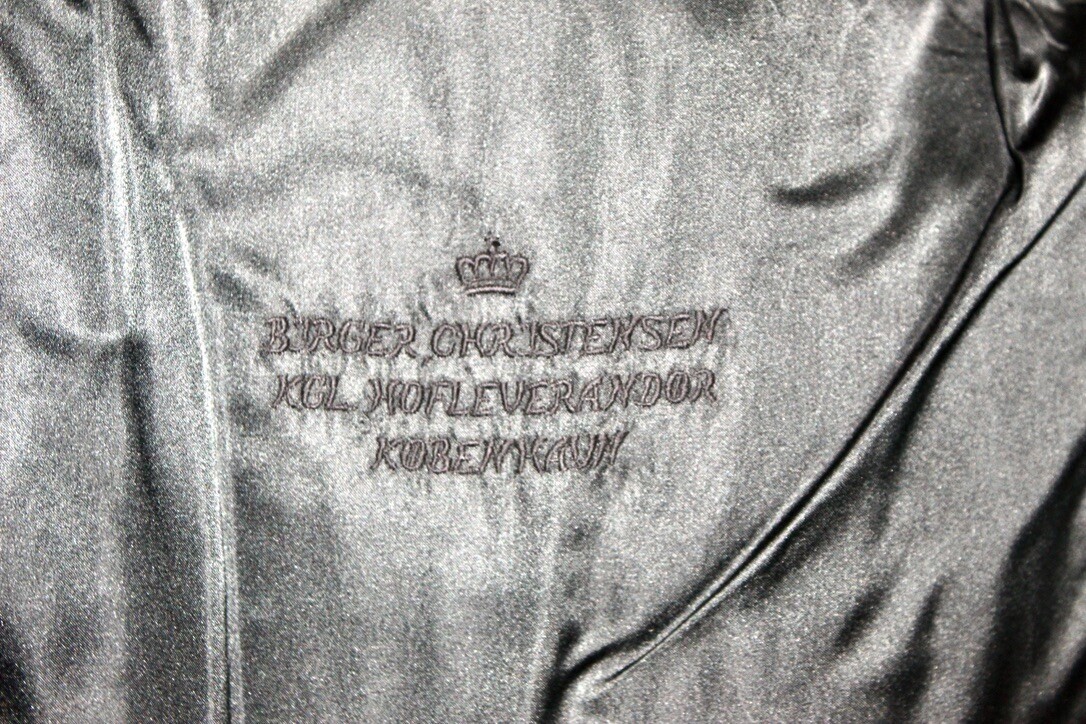 BIRGER CHRISTENSEN
KGL. HOFLEVERANDØR
KØBENHAVN